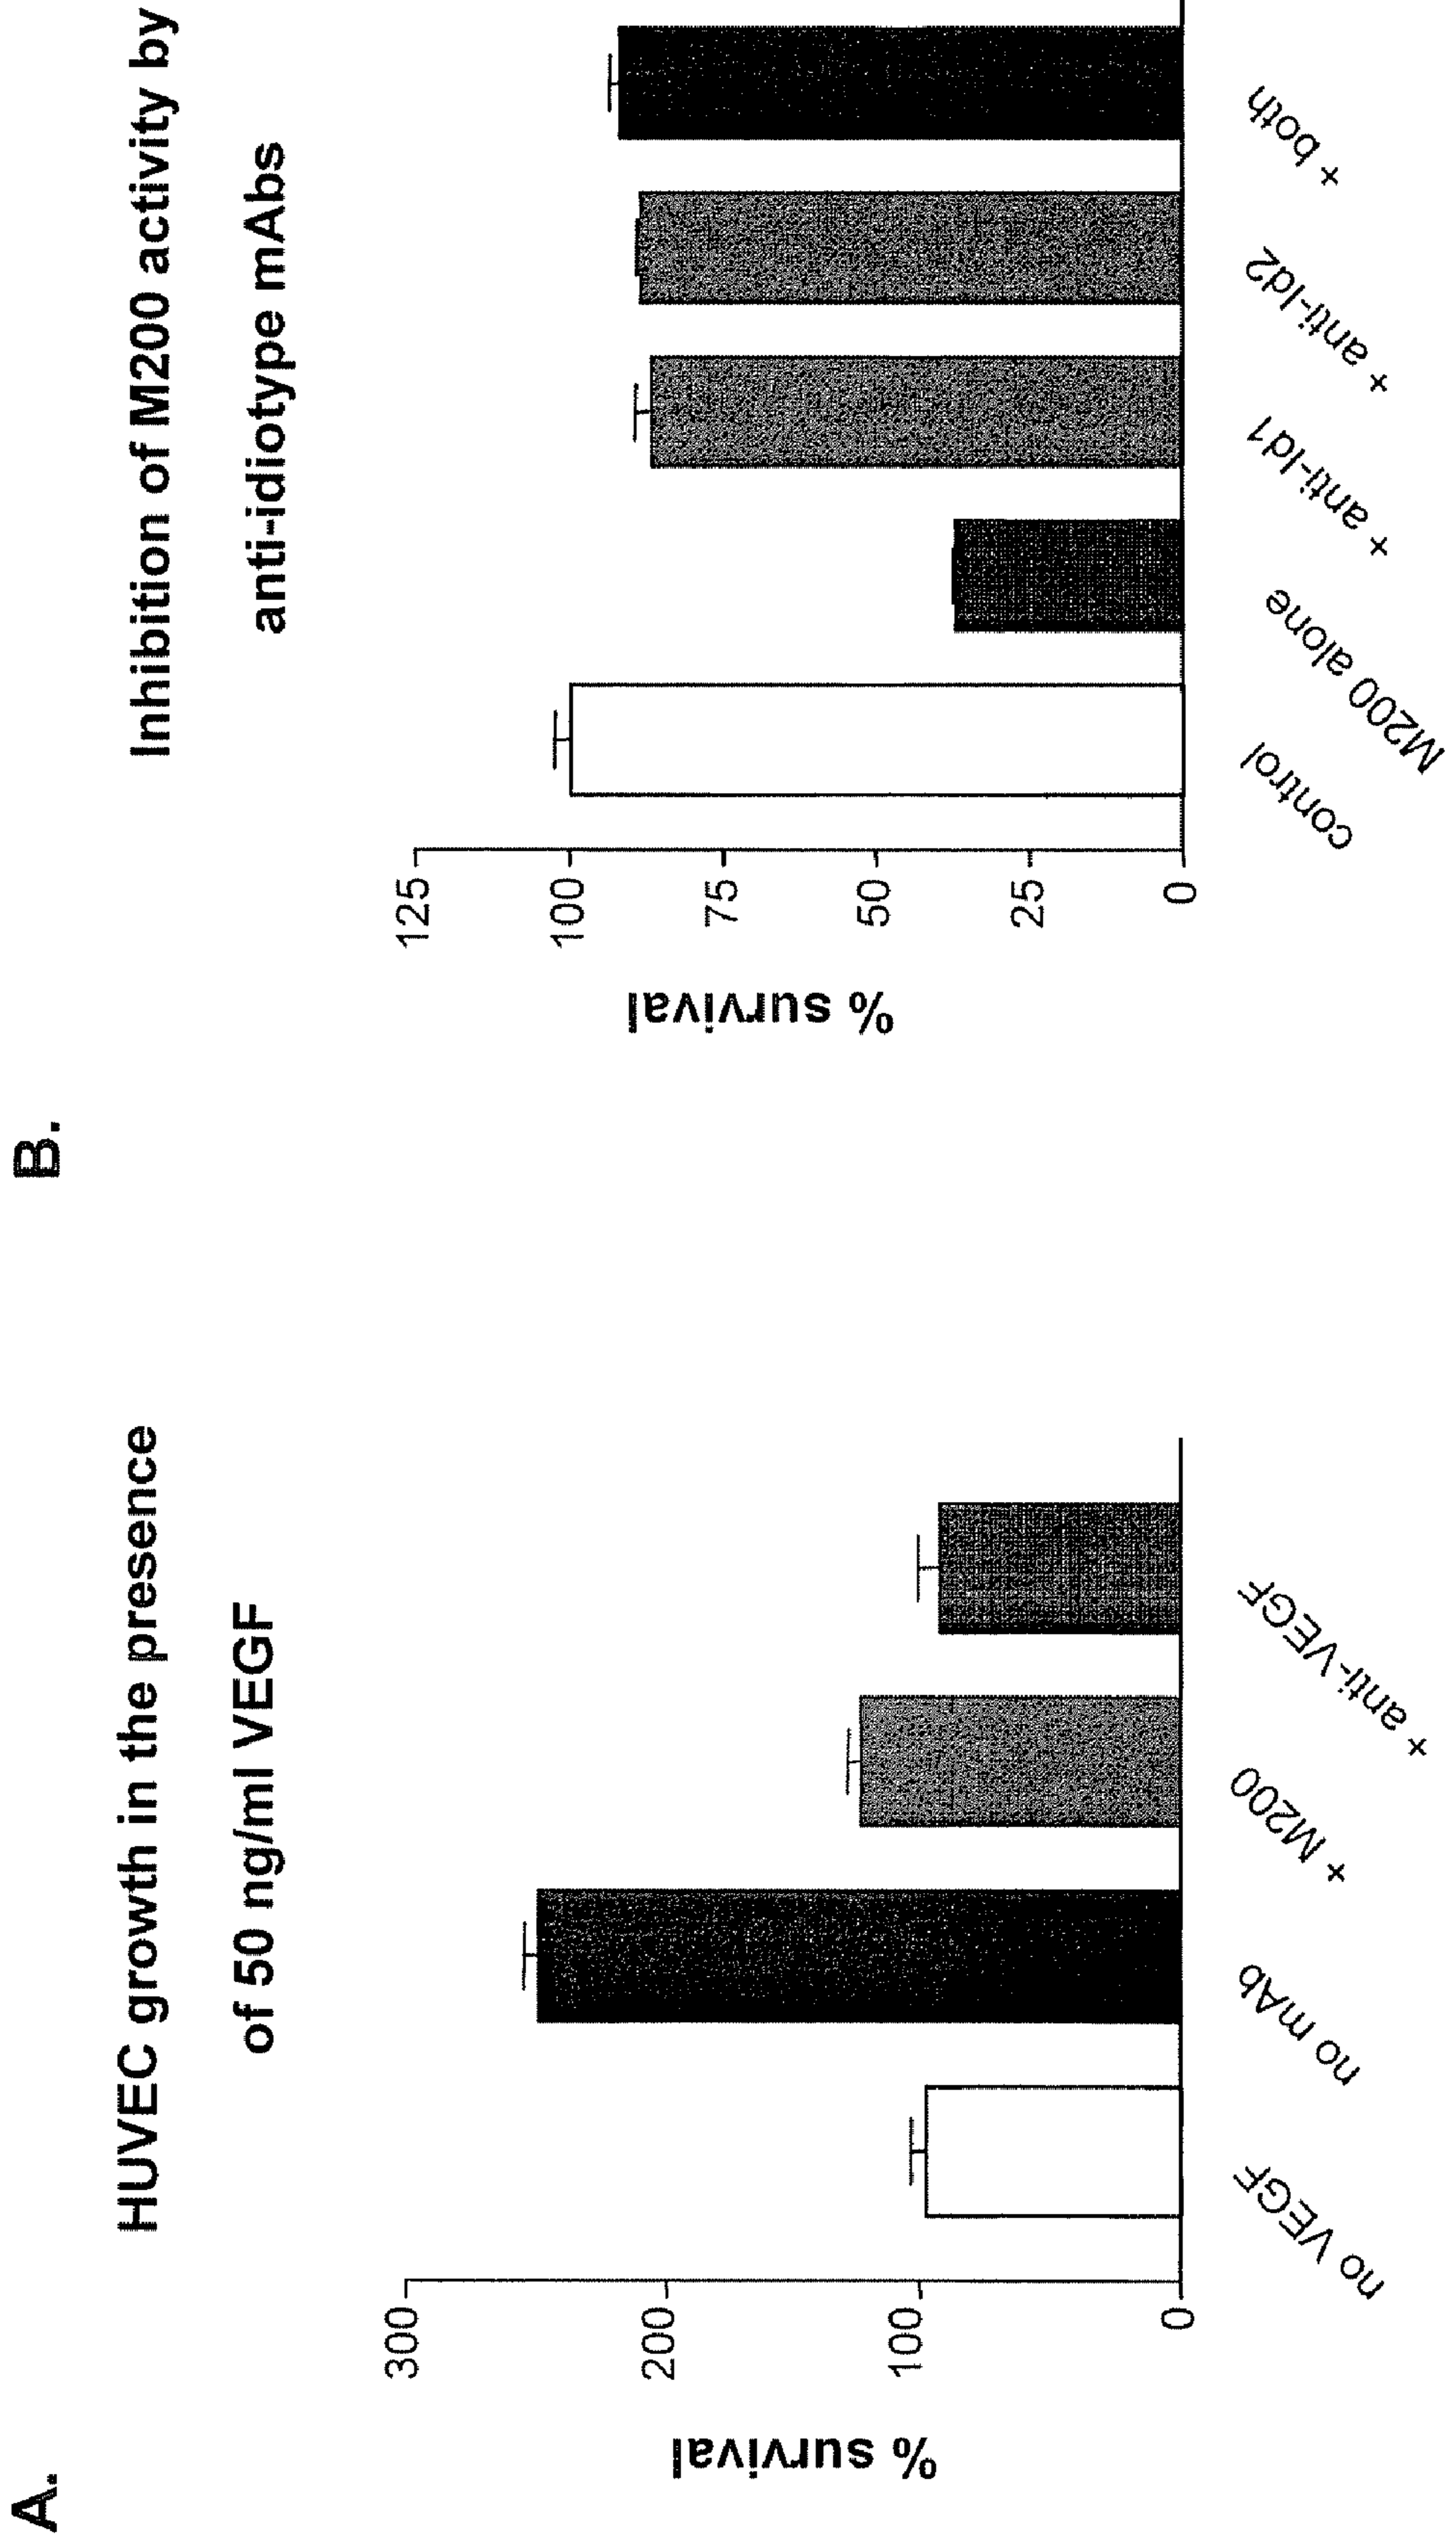 A.
HUVEC growth in the presence
of 50 ng/ml VEGF
% survival
300
200
100
0
no VEGF
no mAb
+ M200
+ anti-VEGF
B.
Inhibition of M200 activity by
anti-idiotype mAbs
% survival
125
100
75
50
25
0
control
M200 alone
+ anti-Id1
+ anti-Id2
+ both